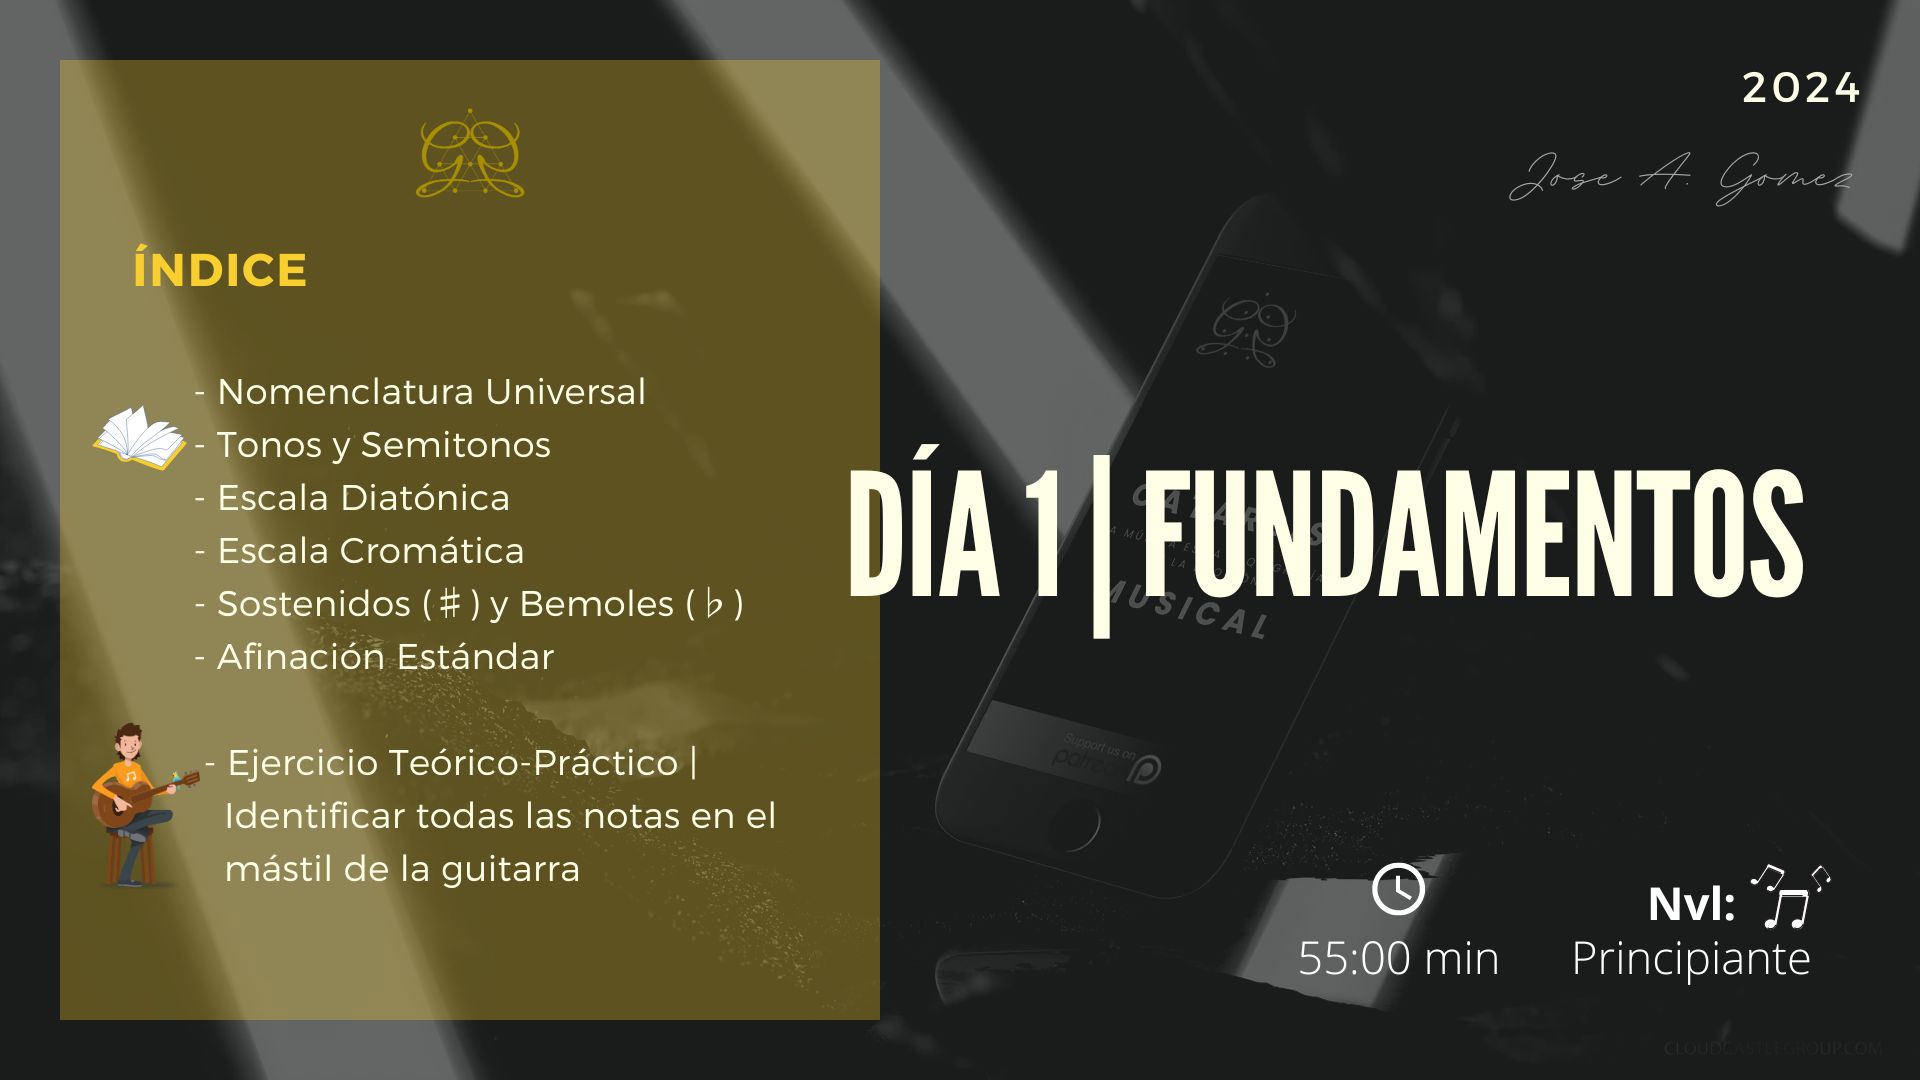 2024
Jose A. Gomez
ÍNDICE
- Nomenclatura Universal
- Tonos y Semitonos
- Escala Diatónica
- Escala Cromática
- Sostenidos (♯) y Bemoles (♭)
- Afinación Estándar
- Ejercicio Teórico-Práctico |
Identificar todas las notas en el
mástil de la guitarra
DÍA 1 | FUNDAMENTOS
MUSICAL
Support us on
patreon
55:00 min
Nvl:
Principiante
CLOUDCASTLEGROUP.COM